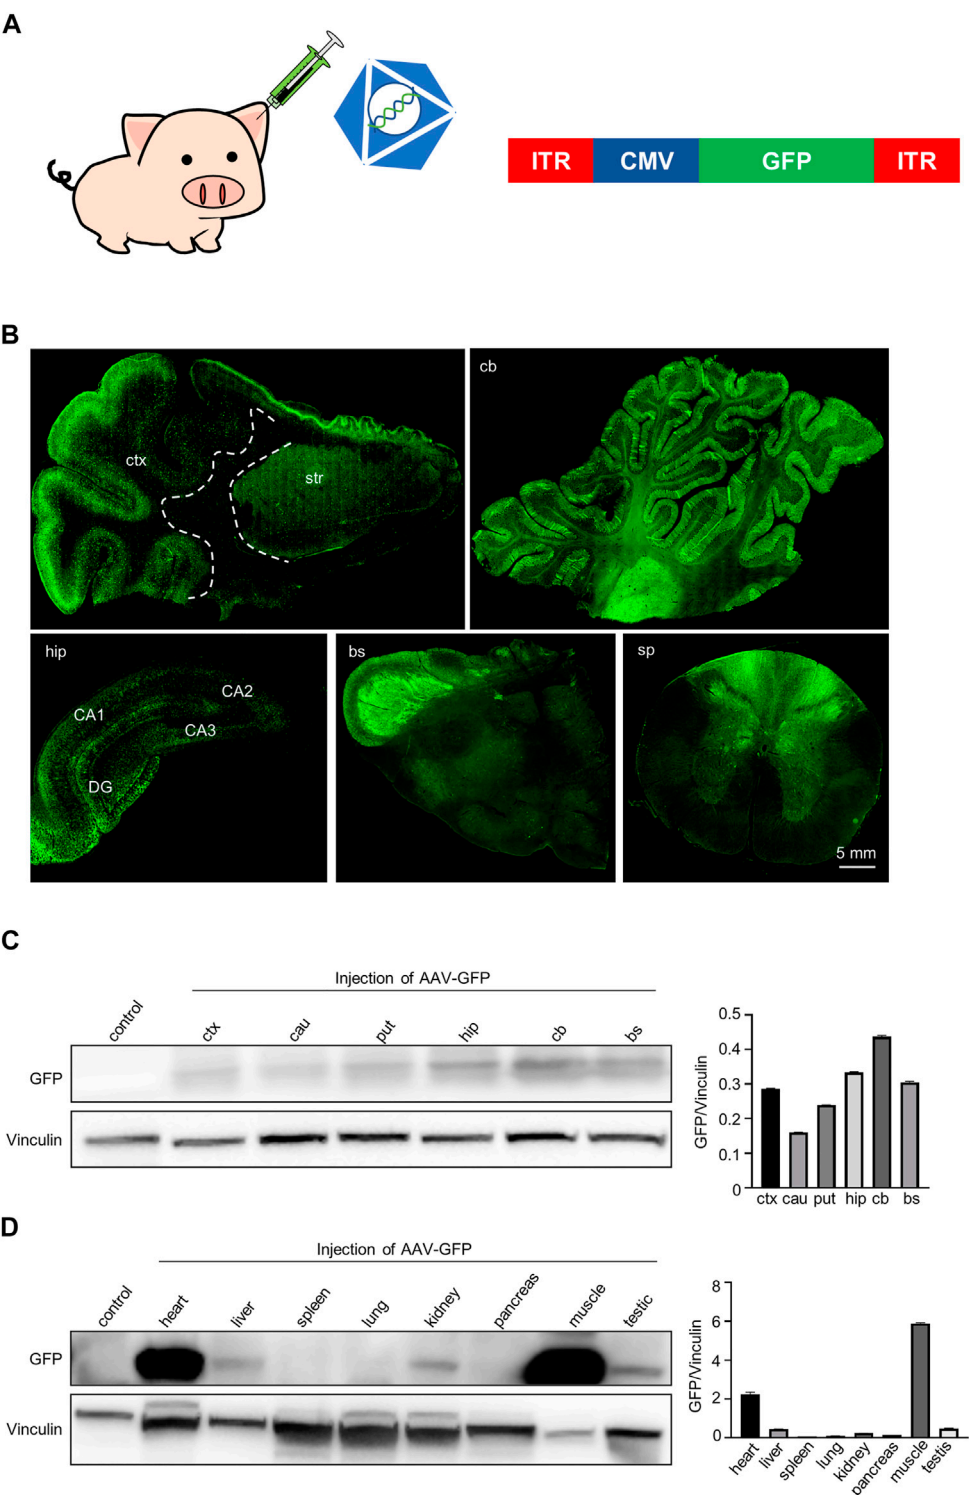 A
ITR CMV GFP ITR
B
ctx
str
cb
hip
CA1
CA2
CA3
DG
bs
sp
5 mm
C
Injection of AAV-GFP
control ctx cau put hip cb bs
GFP
Vinculin
GFP/Vinculin
0.5
0.4
0.3
0.2
0.1
0
ctx cau put hip cb bs
D
Injection of AAV-GFP
control heart liver spleen lung kidney pancreas muscle testic
GFP
Vinculin
GFP/Vinculin
8
6
4
2
0
heart liver spleen lung kidney pancreas muscle testis